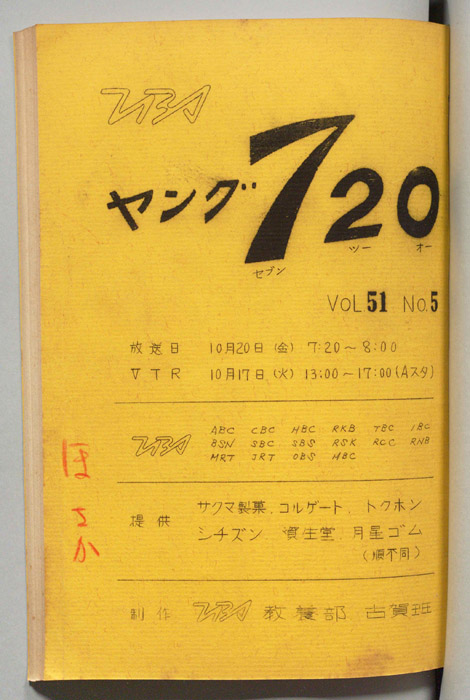 TBS
ヤング720
セブン ツー オー
VOL 51 No.5
放送日 10月20日(金) 7:20～8:00
VTR 10月17日(火) 13:00～17:00(Aスタ)
TBS
ABC CBC HBC RKB TBC IBC
BSN SBC SBS RSK RCC RNB
MRT JRT OBS MBC
ほさか
提供 サクマ製菓、コルゲート、トクホン
シチズン 資生堂 月星ゴム
(順不同)
制作 TBS 教養部 古賀班